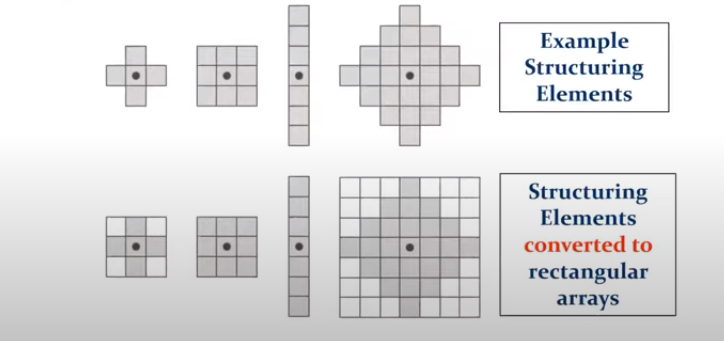 Example
Structuring
Elements
Structuring
Elements
converted to
rectangular
arrays